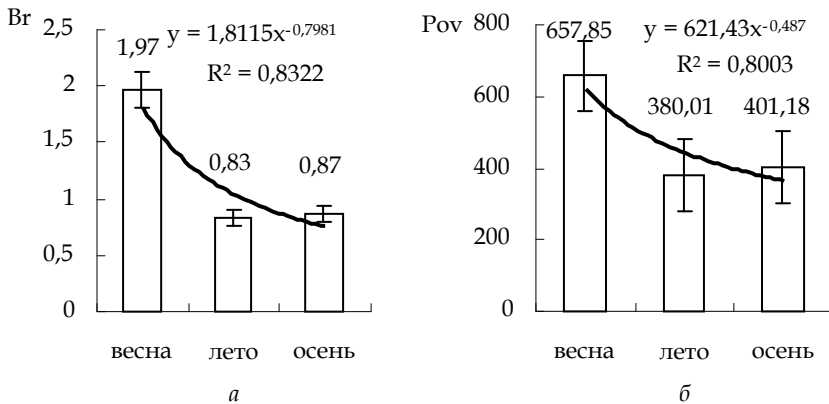 Br
2,5
2
1,5
1
0,5
0
1,97
y = 1,8115x^-0,7981
R² = 0,8322
0,83
0,87
весна лето осень
а
Pov
800
600
400
200
0
657,85
y = 621,43x^-0,487
R² = 0,8003
380,01
401,18
весна лето осень
б